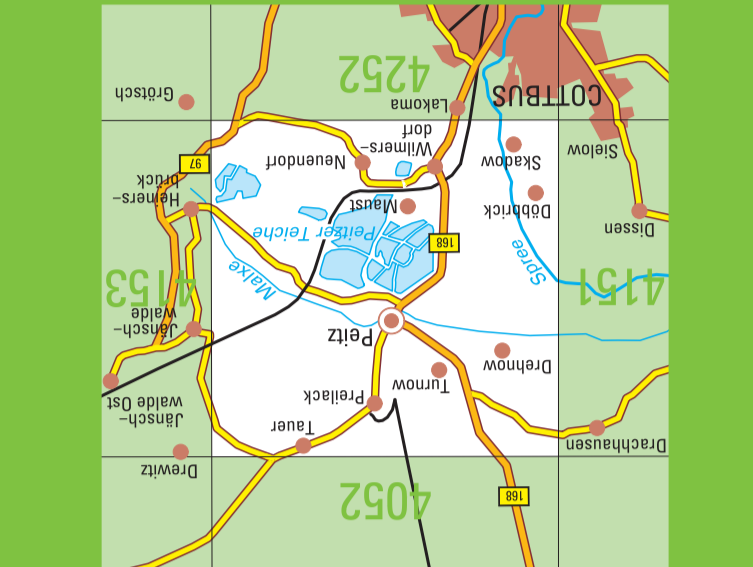 4052
168
Drewitz
Drachhausen
Tauer
Preilack
Jänsch-
walde Ost
Turnow
Drehnow
Peitz
Jänsch-
walde
4151
4153
Malxe
Spree
168
Peitzer Teiche
Dissen
Döbbrick
Maust
Heiners-
brück
97
Sielow
Skadow
Wilmers-
dorf
Neuendorf
Lakoma
COTTBUS
Grötsch
4252